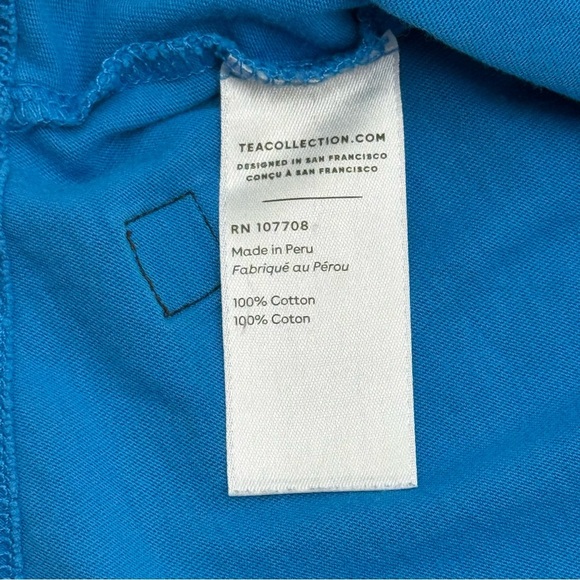 TEACOLLECTION.COM
DESIGNED IN SAN FRANCISCO
CONÇU À SAN FRANCISCO
RN 107708
Made in Peru
Fabriqué au Pérou
100% Cotton
100% Coton